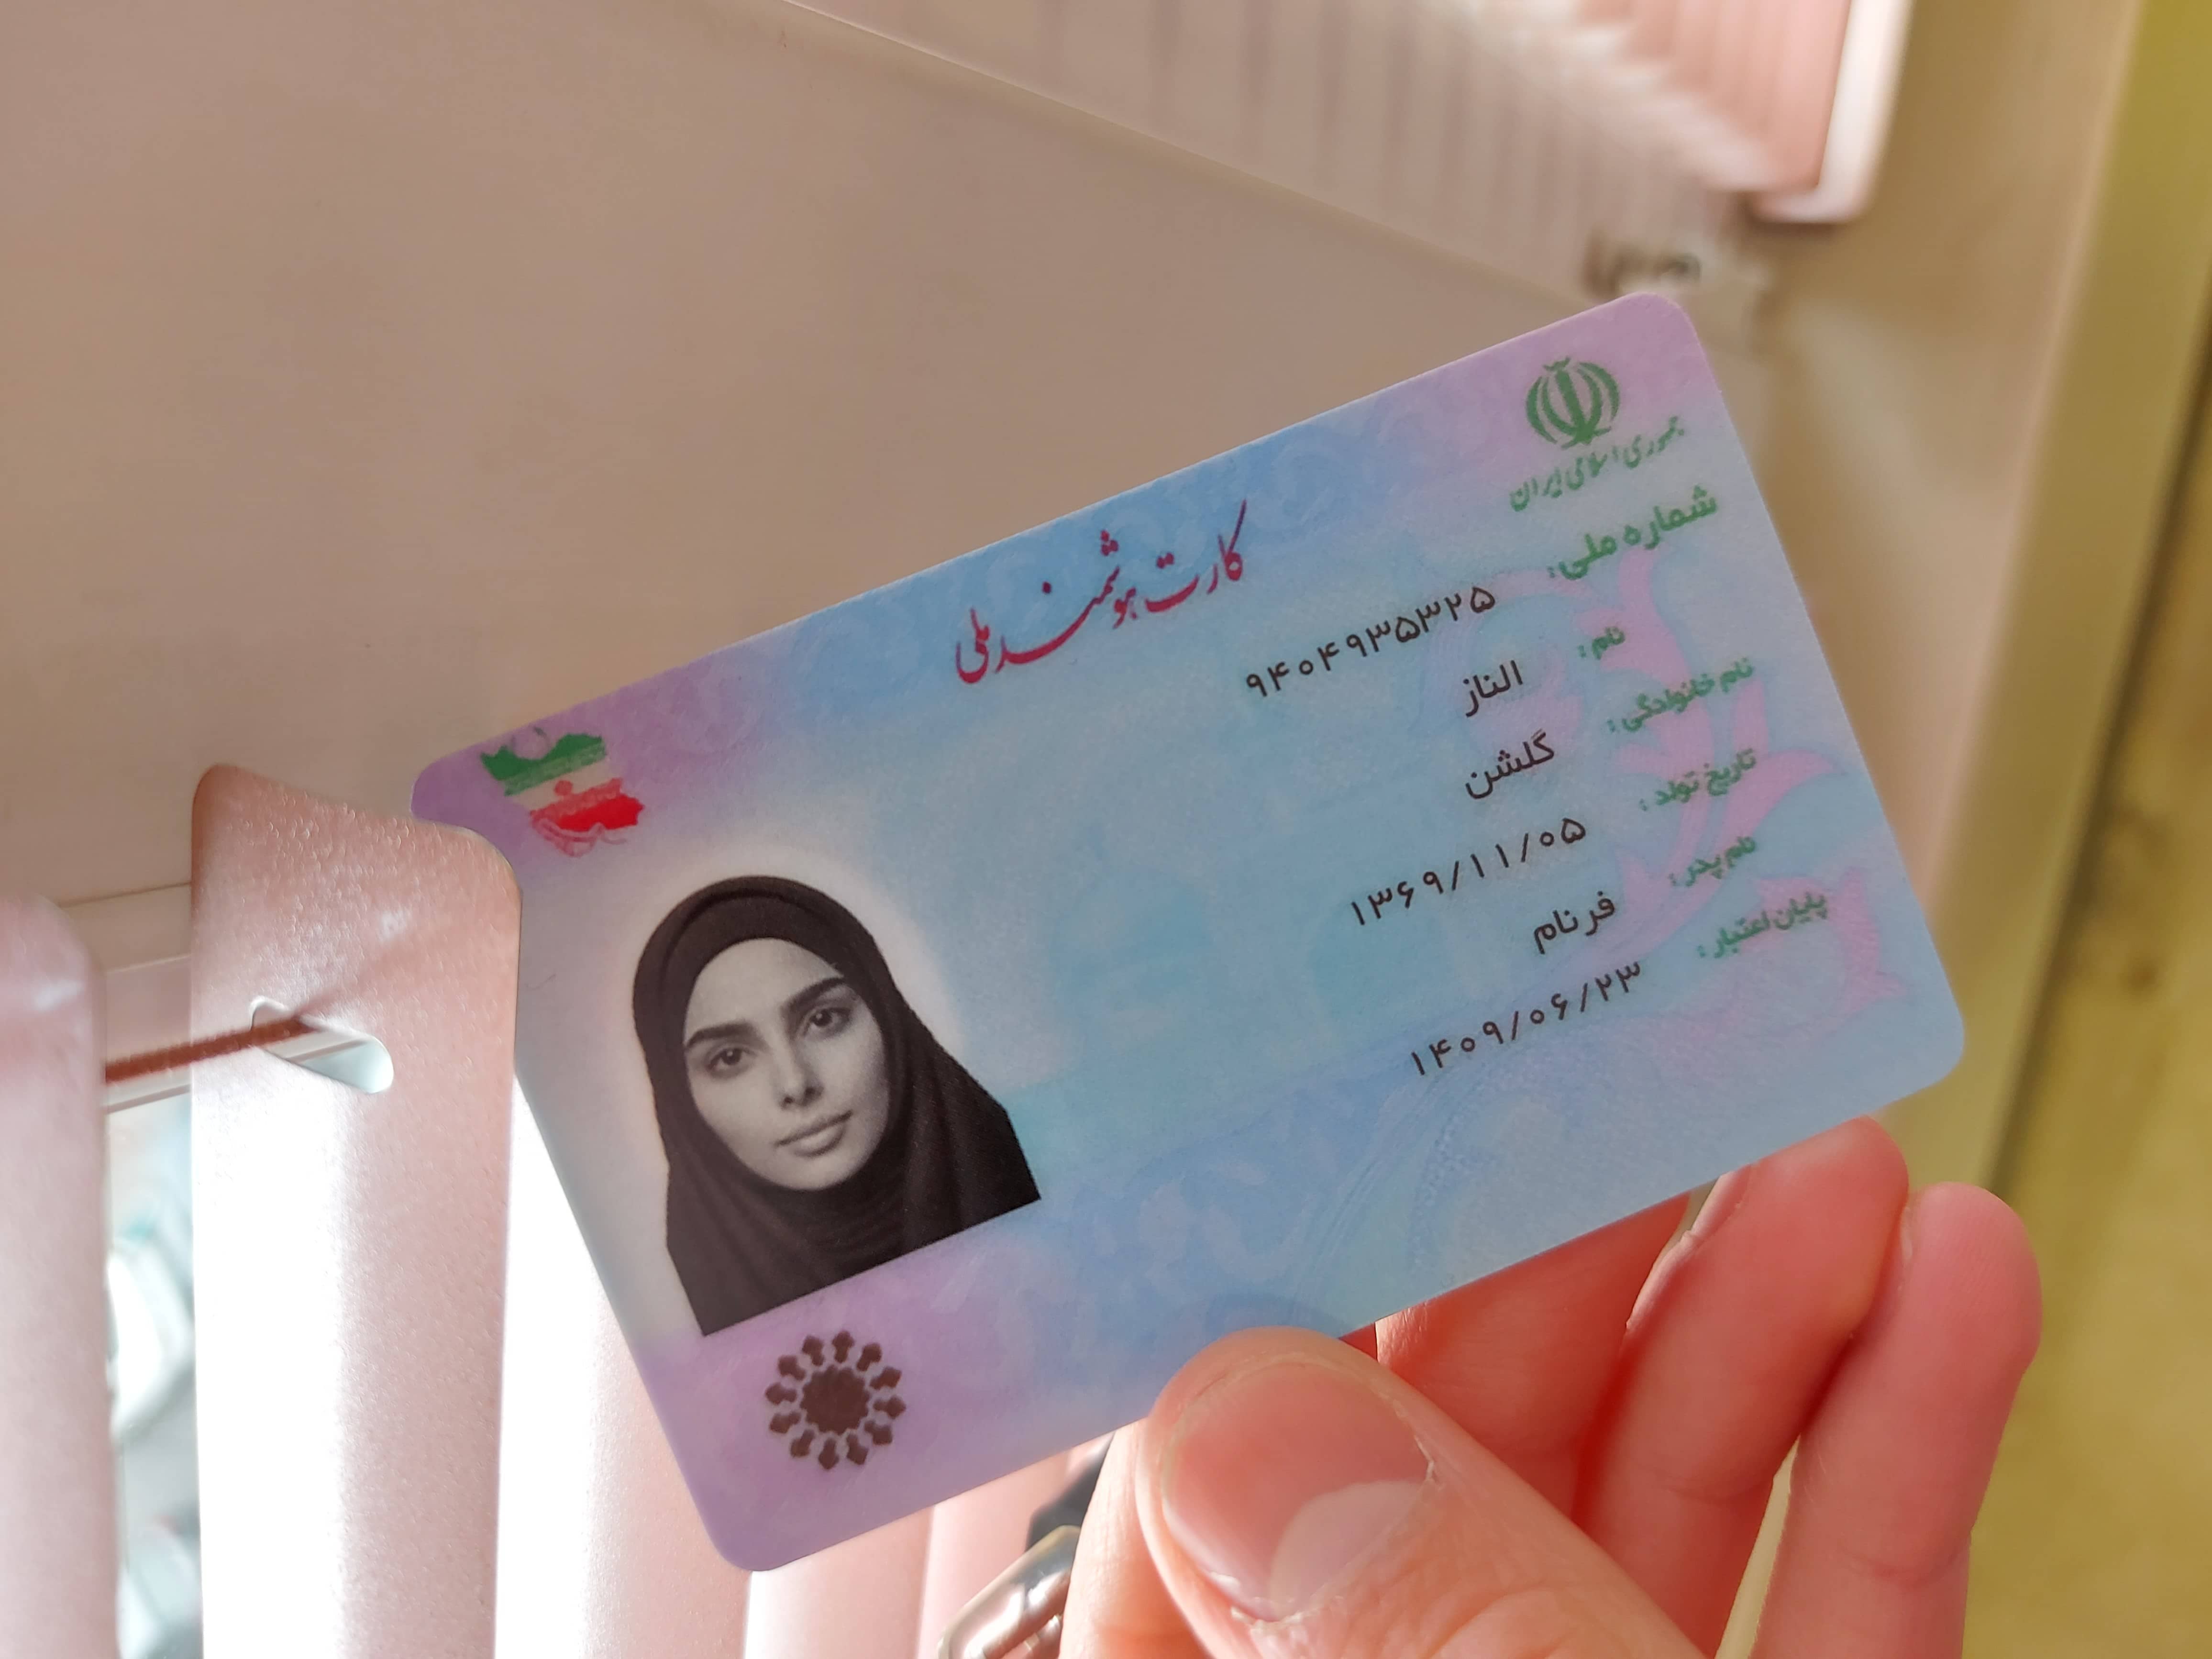 جمهوری اسلامی ایران
کارت هوشمند ملی
شماره ملی: ۹۴۰۴۹۳۵۳۲۵
نام: الناز
نام خانوادگی: گلشن
تاریخ تولد: ۱۳۶۹/۱۱/۰۵
نام پدر: فرنام
پایان اعتبار: ۱۴۰۹/۰۶/۲۳